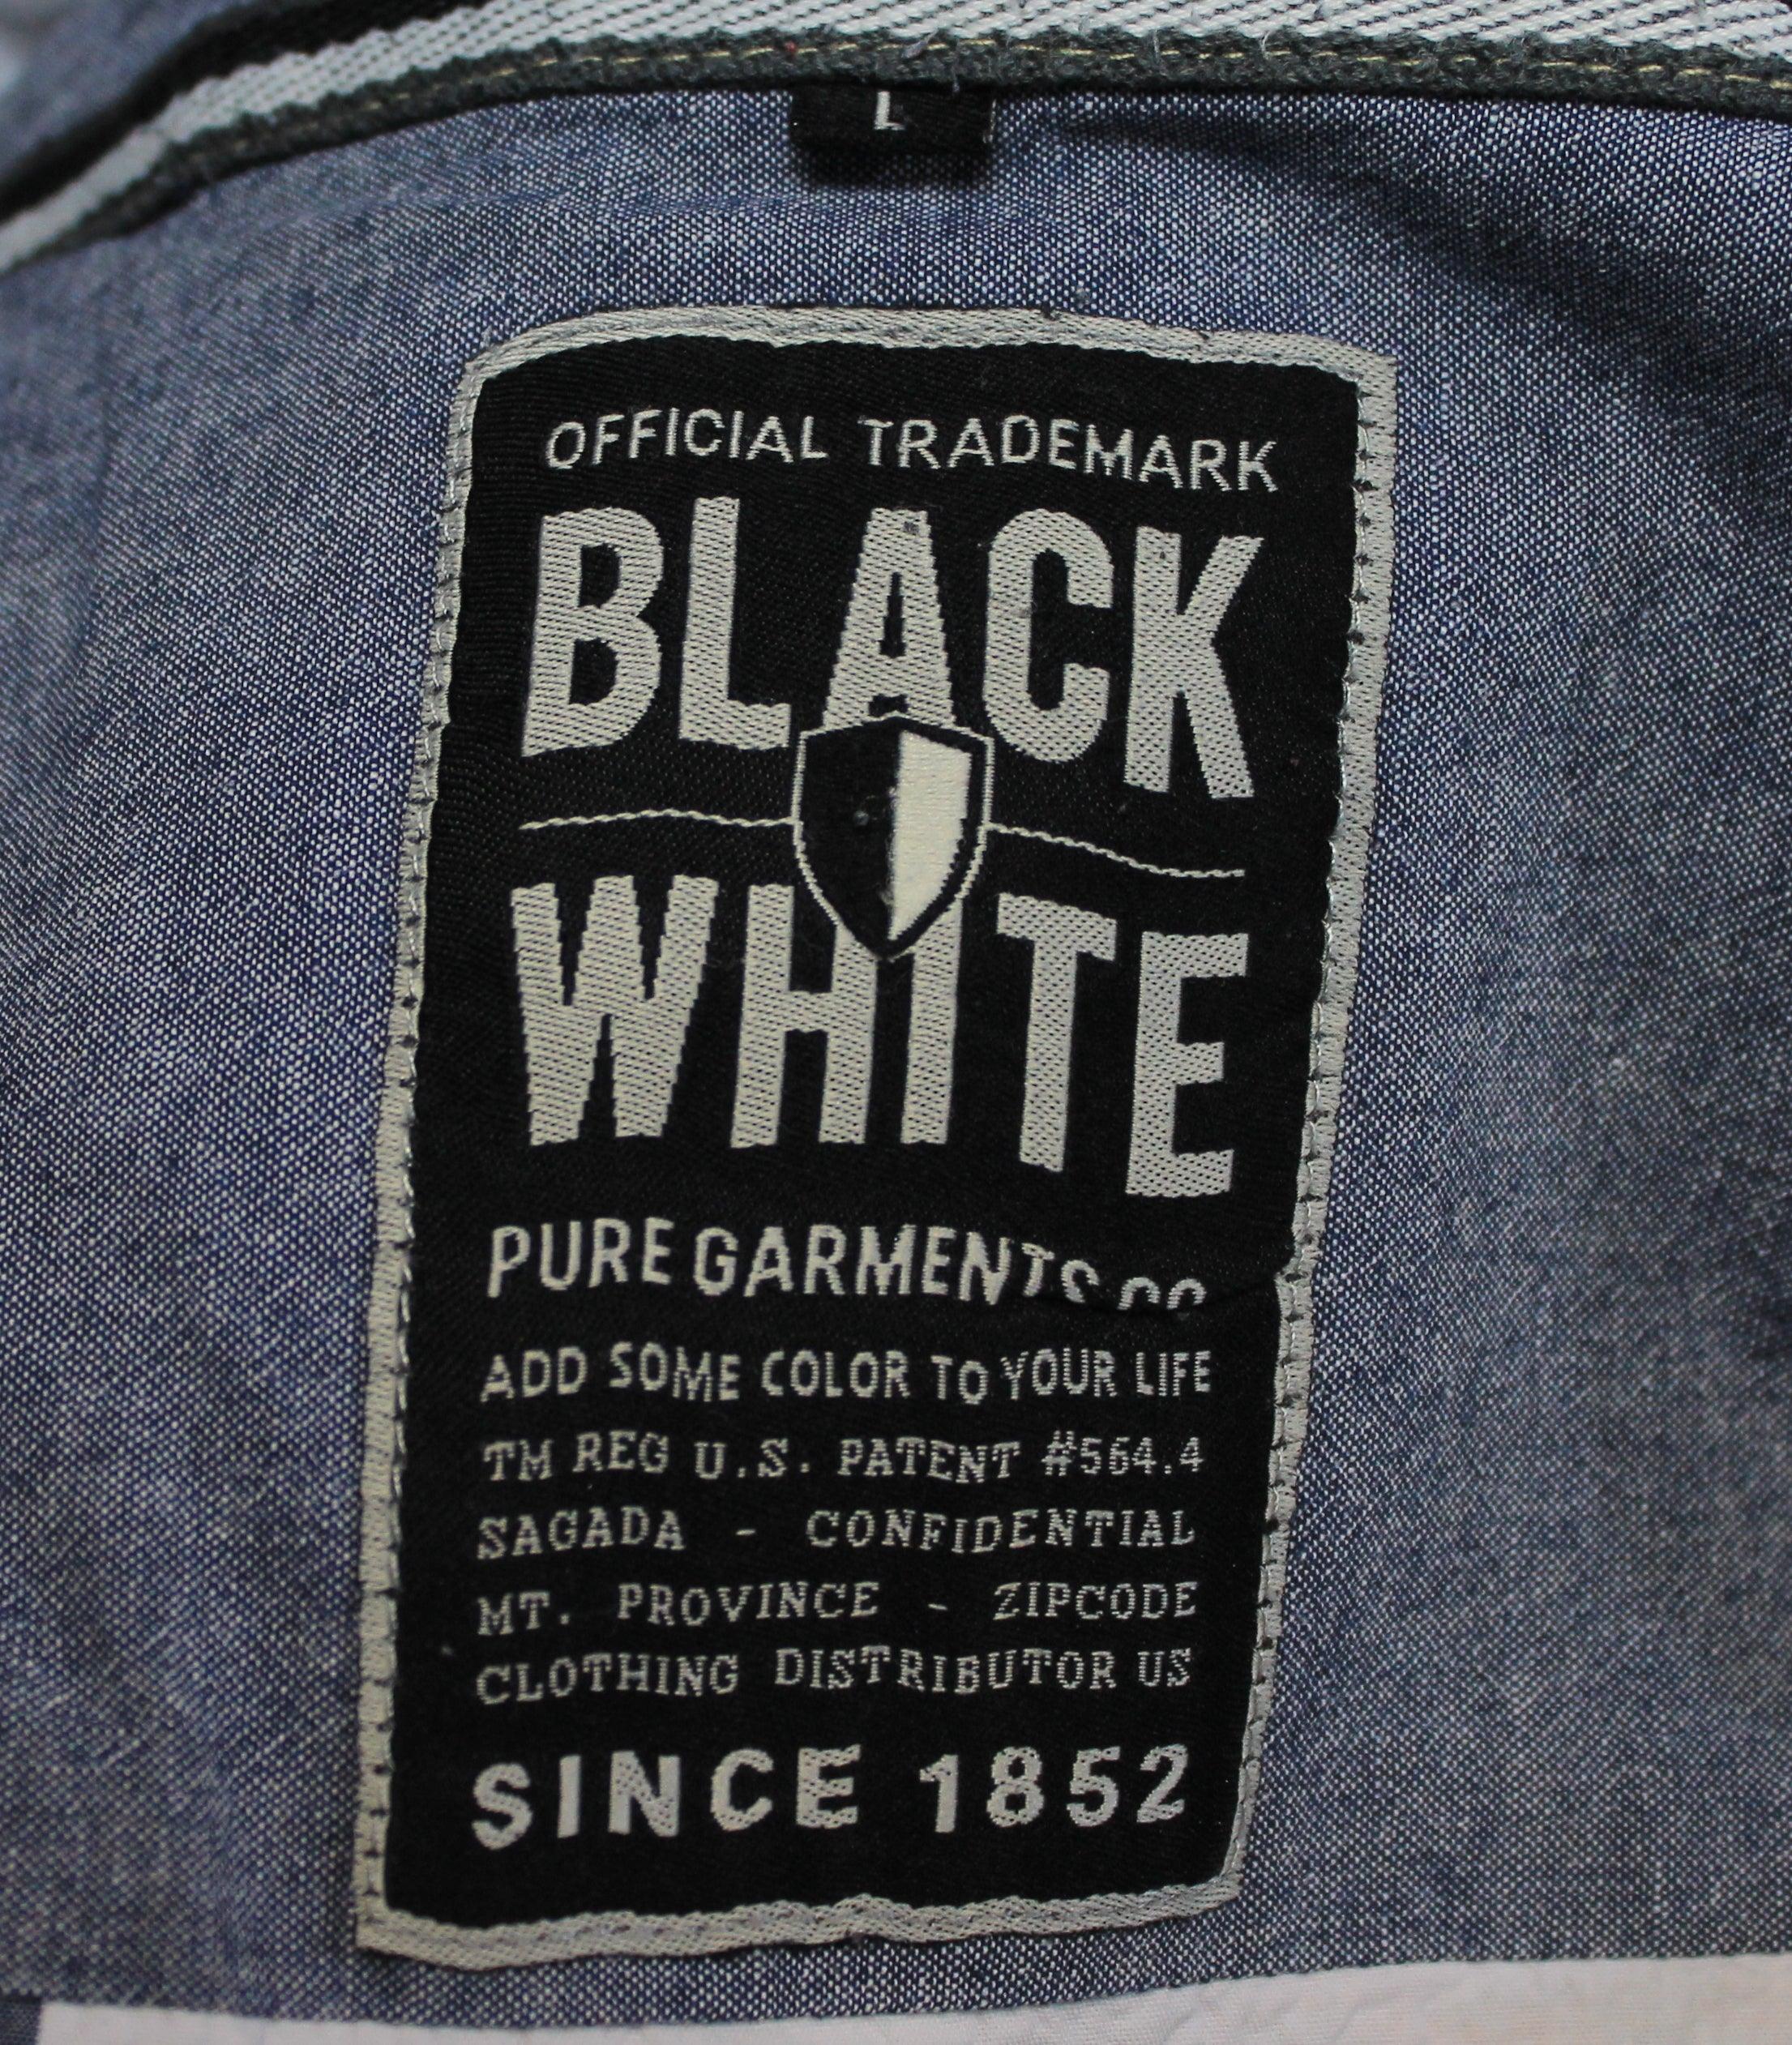 L
OFFICIAL TRADEMARK
BLACK
WHITE
PURE GARMENTS CO
ADD SOME COLOR TO YOUR LIFE
TM REG U.S. PATENT #564.4
SAGADA - CONFIDENTIAL
MT. PROVINCE - ZIPCODE
CLOTHING DISTRIBUTOR US
SINCE 1852